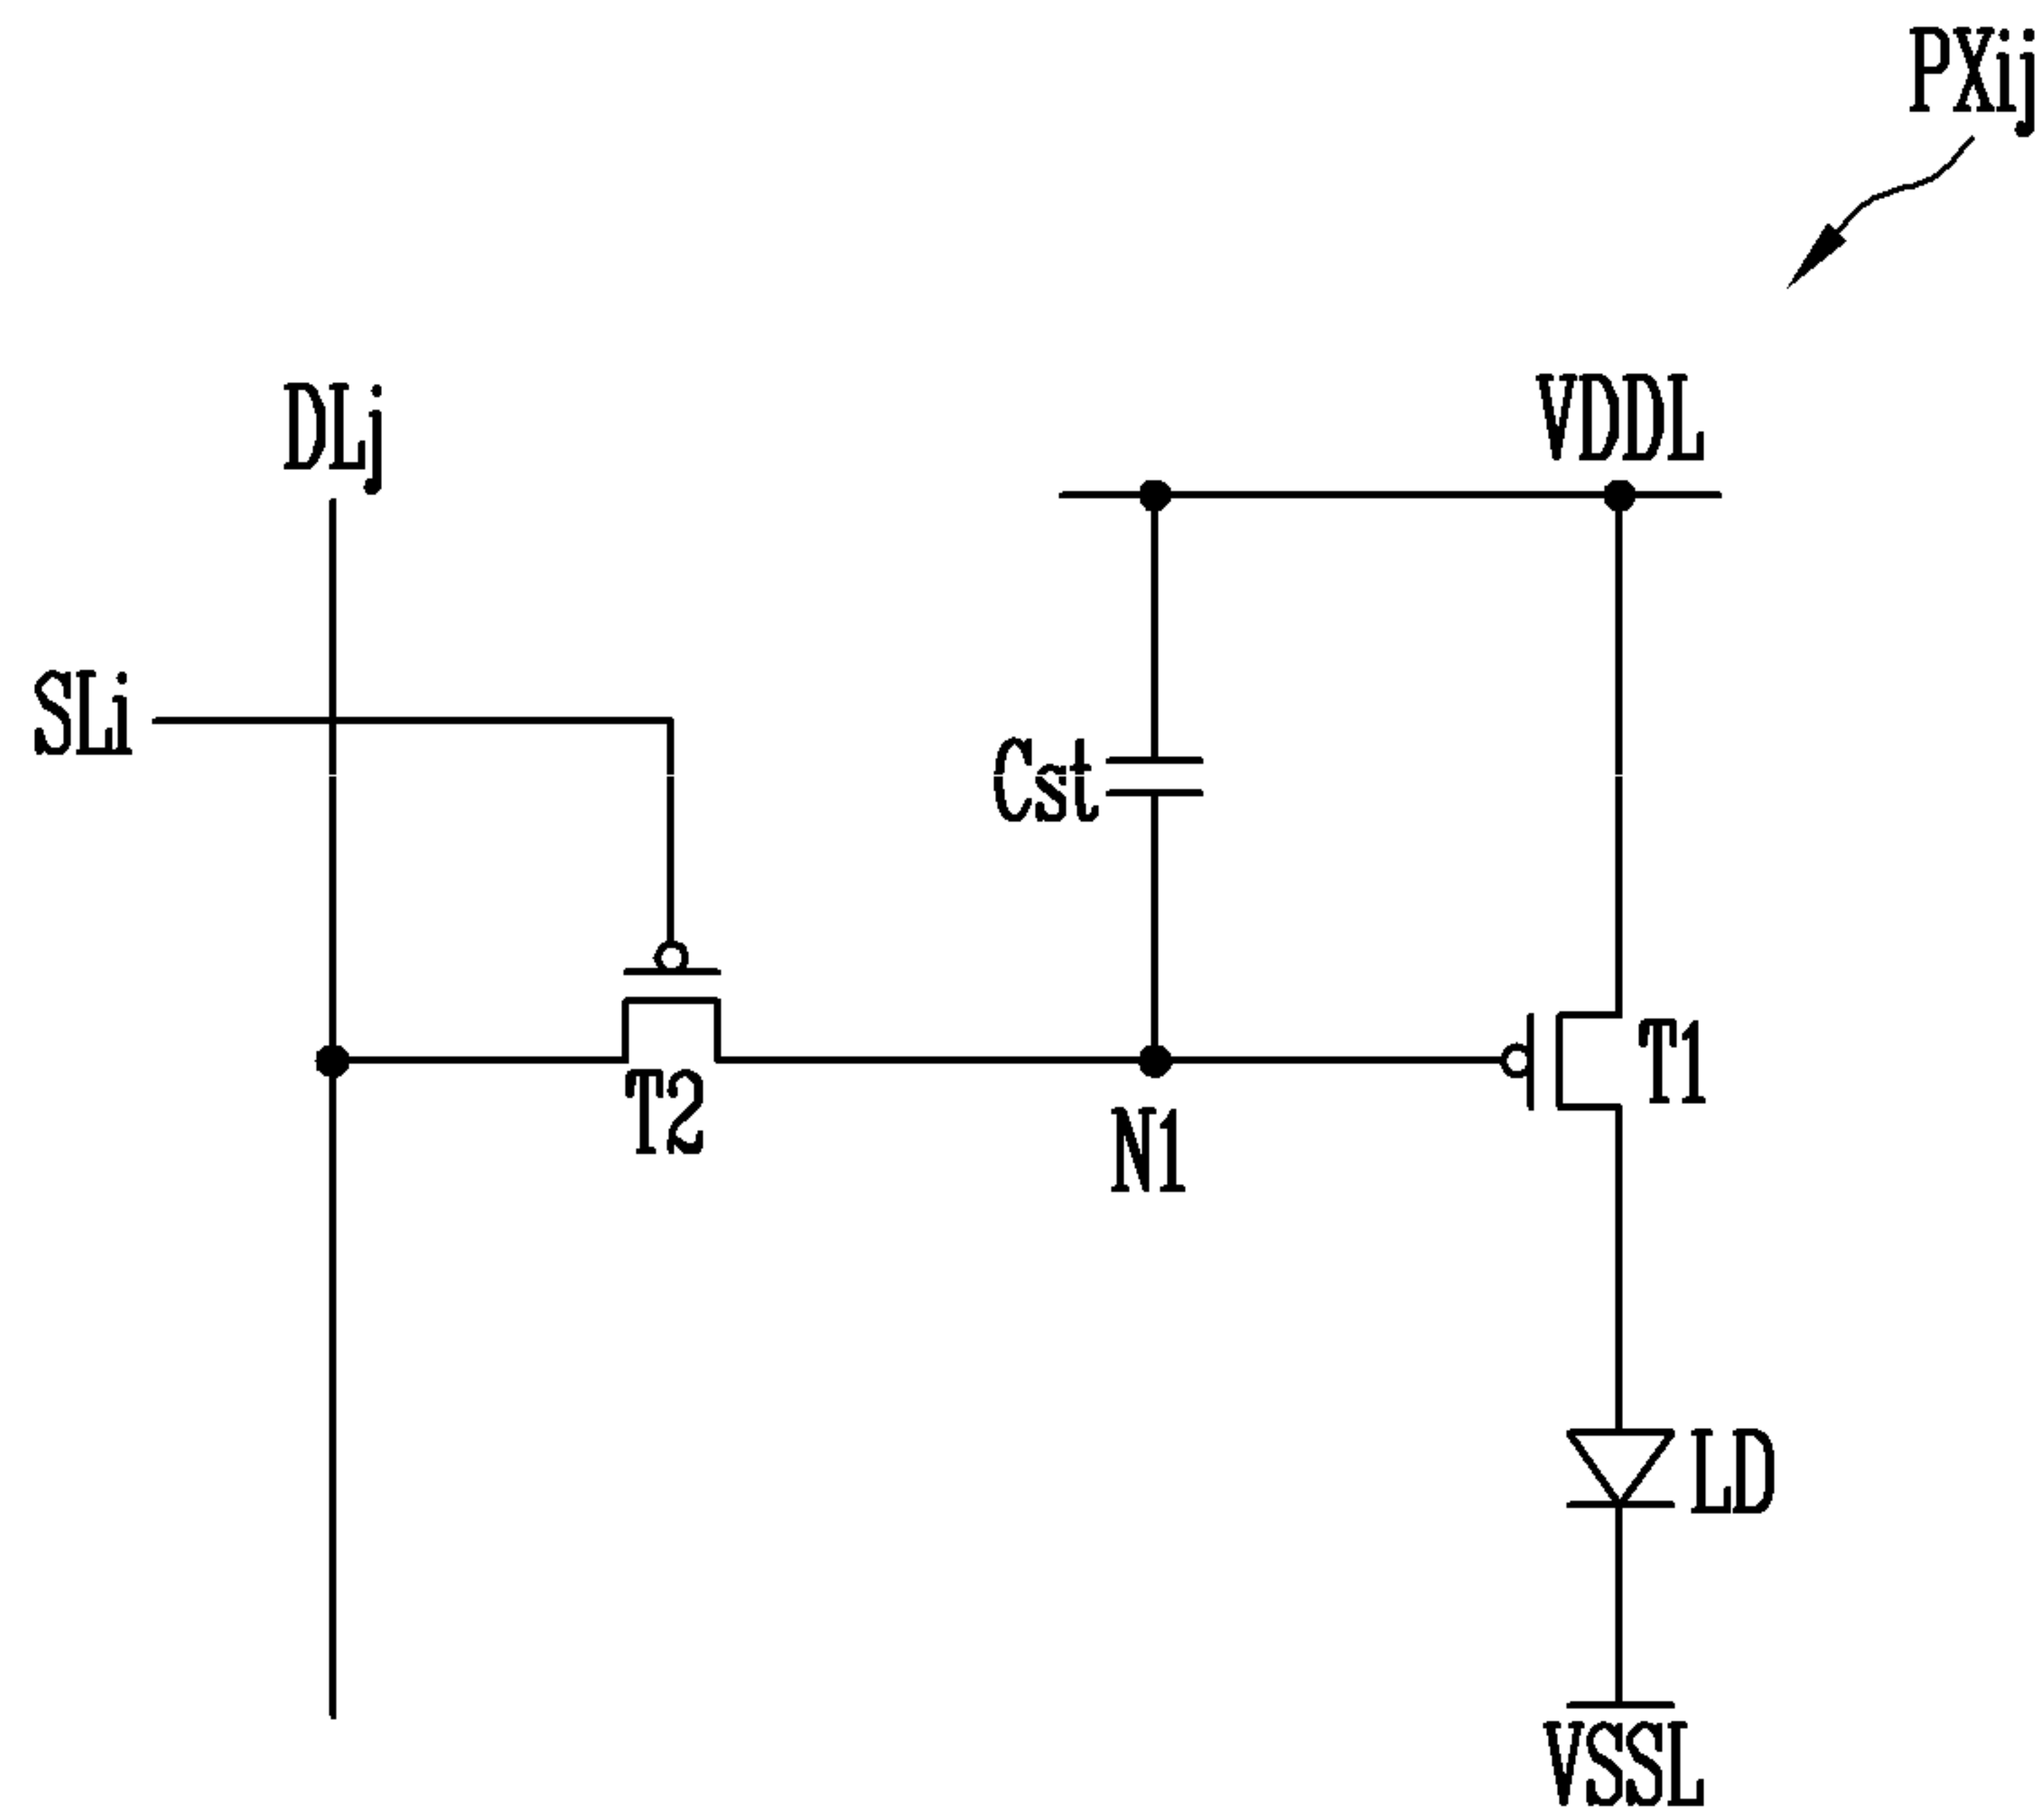 PXij
DLj
VDDL
SLi
Cst
T2
N1
T1
LD
VSSL